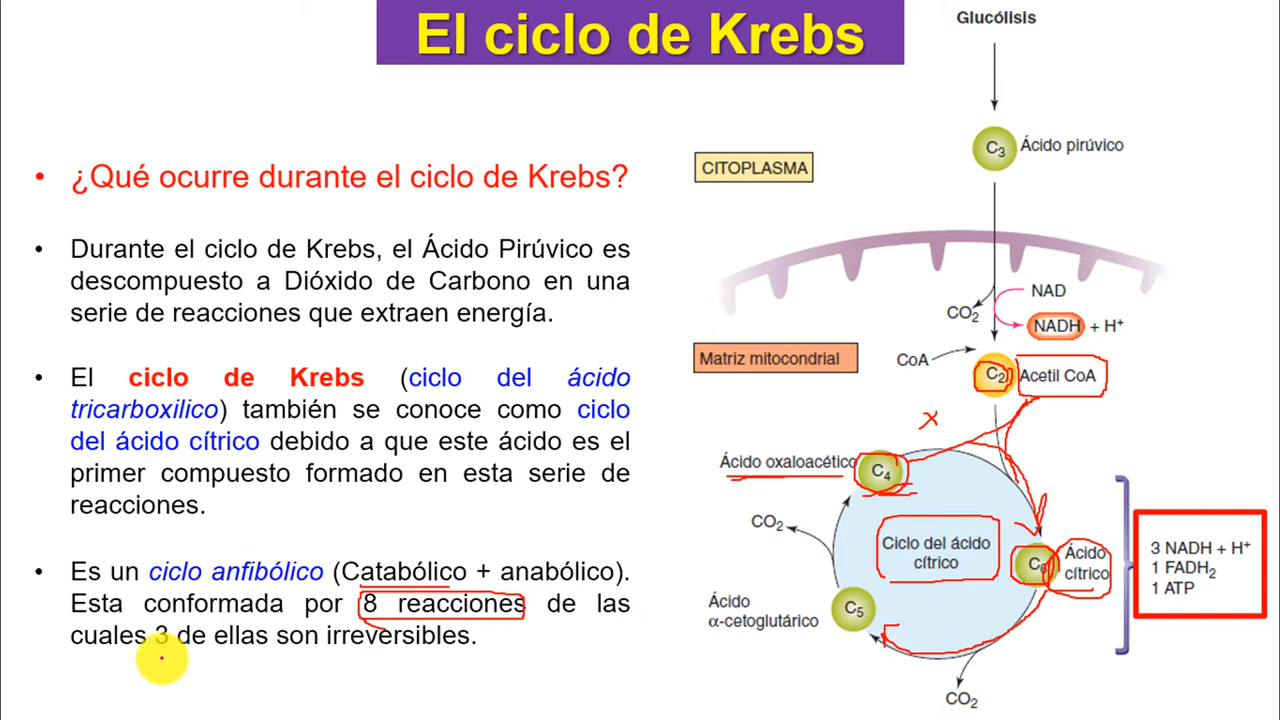 El ciclo de Krebs
• ¿Qué ocurre durante el ciclo de Krebs?
• Durante el ciclo de Krebs, el Ácido Pirúvico es
descompuesto a Dióxido de Carbono en una
serie de reacciones que extraen energía.
• El ciclo de Krebs (ciclo del ácido
tricarboxilico) también se conoce como ciclo
del ácido cítrico debido a que este ácido es el
primer compuesto formado en esta serie de
reacciones.
• Es un ciclo anfibólico (Catabólico + anabólico).
Esta conformada por 8 reacciones de las
cuales 3 de ellas son irreversibles.
Glucólisis
C₃ Ácido pirúvico
CITOPLASMA
NAD
CO₂
NADH + H⁺
Matriz mitocondrial
CoA
C₂ Acetil CoA
x
Ácido oxaloacético C₄
CO₂
Ciclo del ácido
cítrico
C₆ Ácido
cítrico
3 NADH + H⁺
1 FADH₂
1 ATP
Ácido
α-cetoglutárico
C₅
CO₂